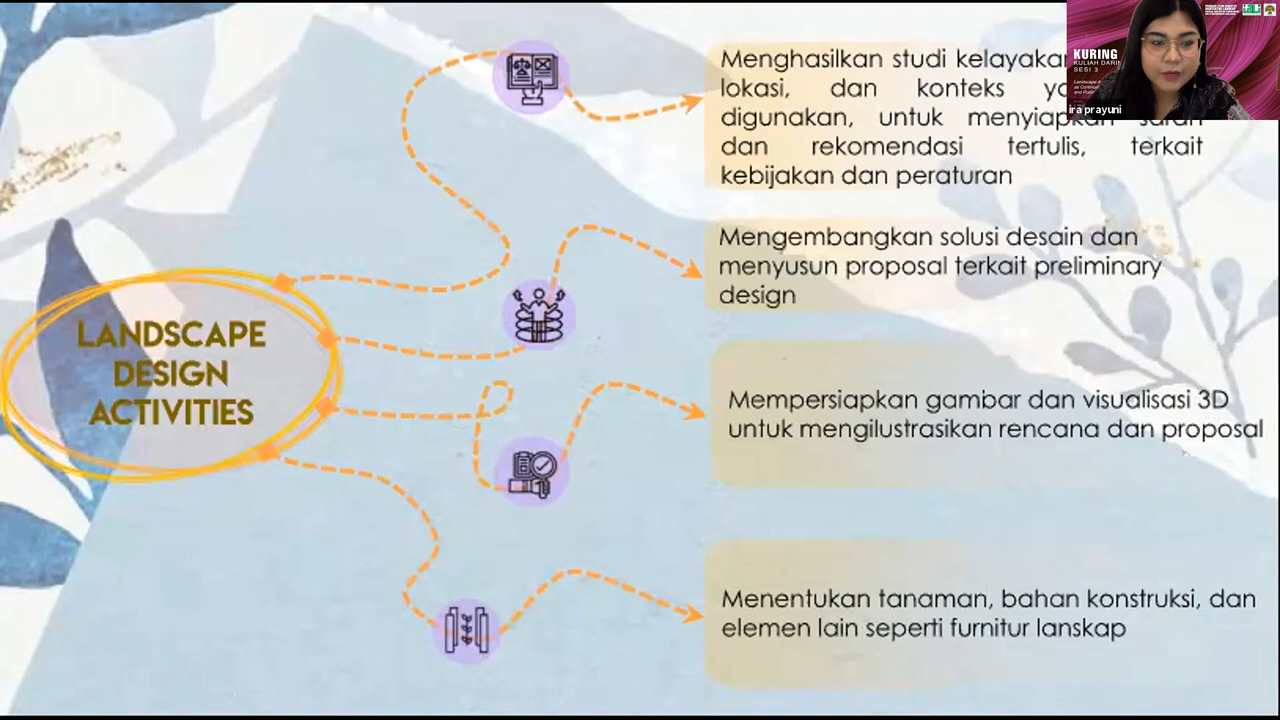 LANDSCAPE
DESIGN
ACTIVITIES
Menghasilkan studi kelayakan
lokasi, dan konteks
digunakan, untuk menyiapkan saran
dan rekomendasi tertulis, terkait
kebijakan dan peraturan
Mengembangkan solusi desain dan
menyusun proposal terkait preliminary
design
Mempersiapkan gambar dan visualisasi 3D
untuk mengilustrasikan rencana dan proposal
Menentukan tanaman, bahan konstruksi, dan
elemen lain seperti furnitur lanskap
KURING
KULIAH DARIN
SESI 3
ira prayuni